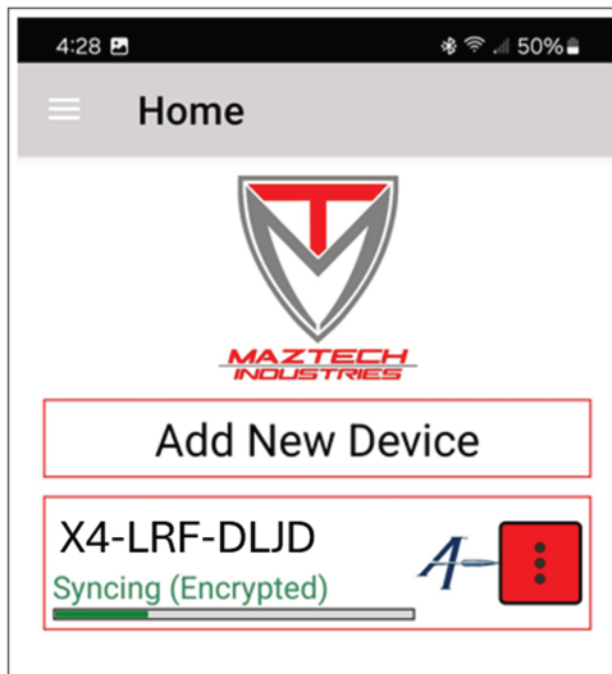 4:28
50%
Home
MAZTECH
INDUSTRIES
Add New Device
X4-LRF-DLJD
Syncing (Encrypted)